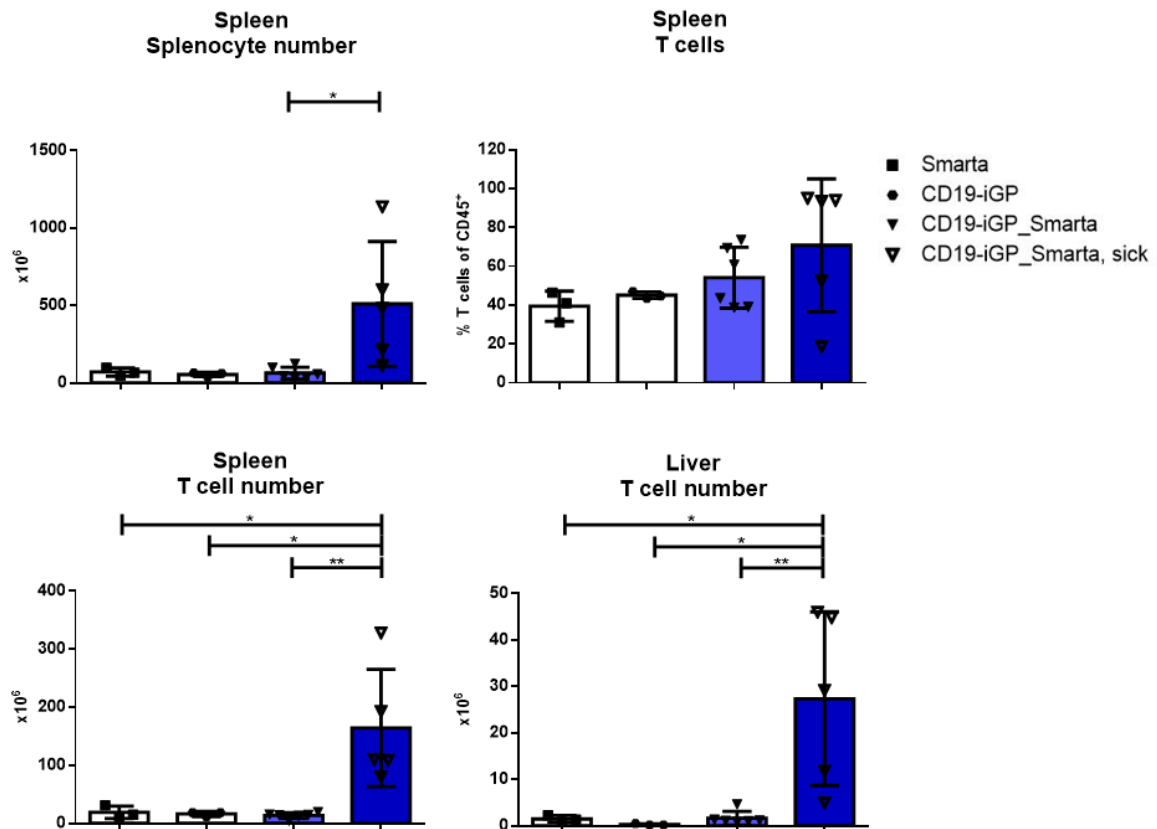 Spleen
Splenocyte number
*
1500
1000
500
0
x10⁶
Spleen
T cells
120
100
80
60
40
20
0
% T cells of CD45⁺
Smarta
CD19-iGP
CD19-iGP_Smarta
CD19-iGP_Smarta, sick
Spleen
T cell number
*
*
**
400
300
200
100
0
x10⁶
Liver
T cell number
*
*
**
50
40
30
20
10
0
x10⁶